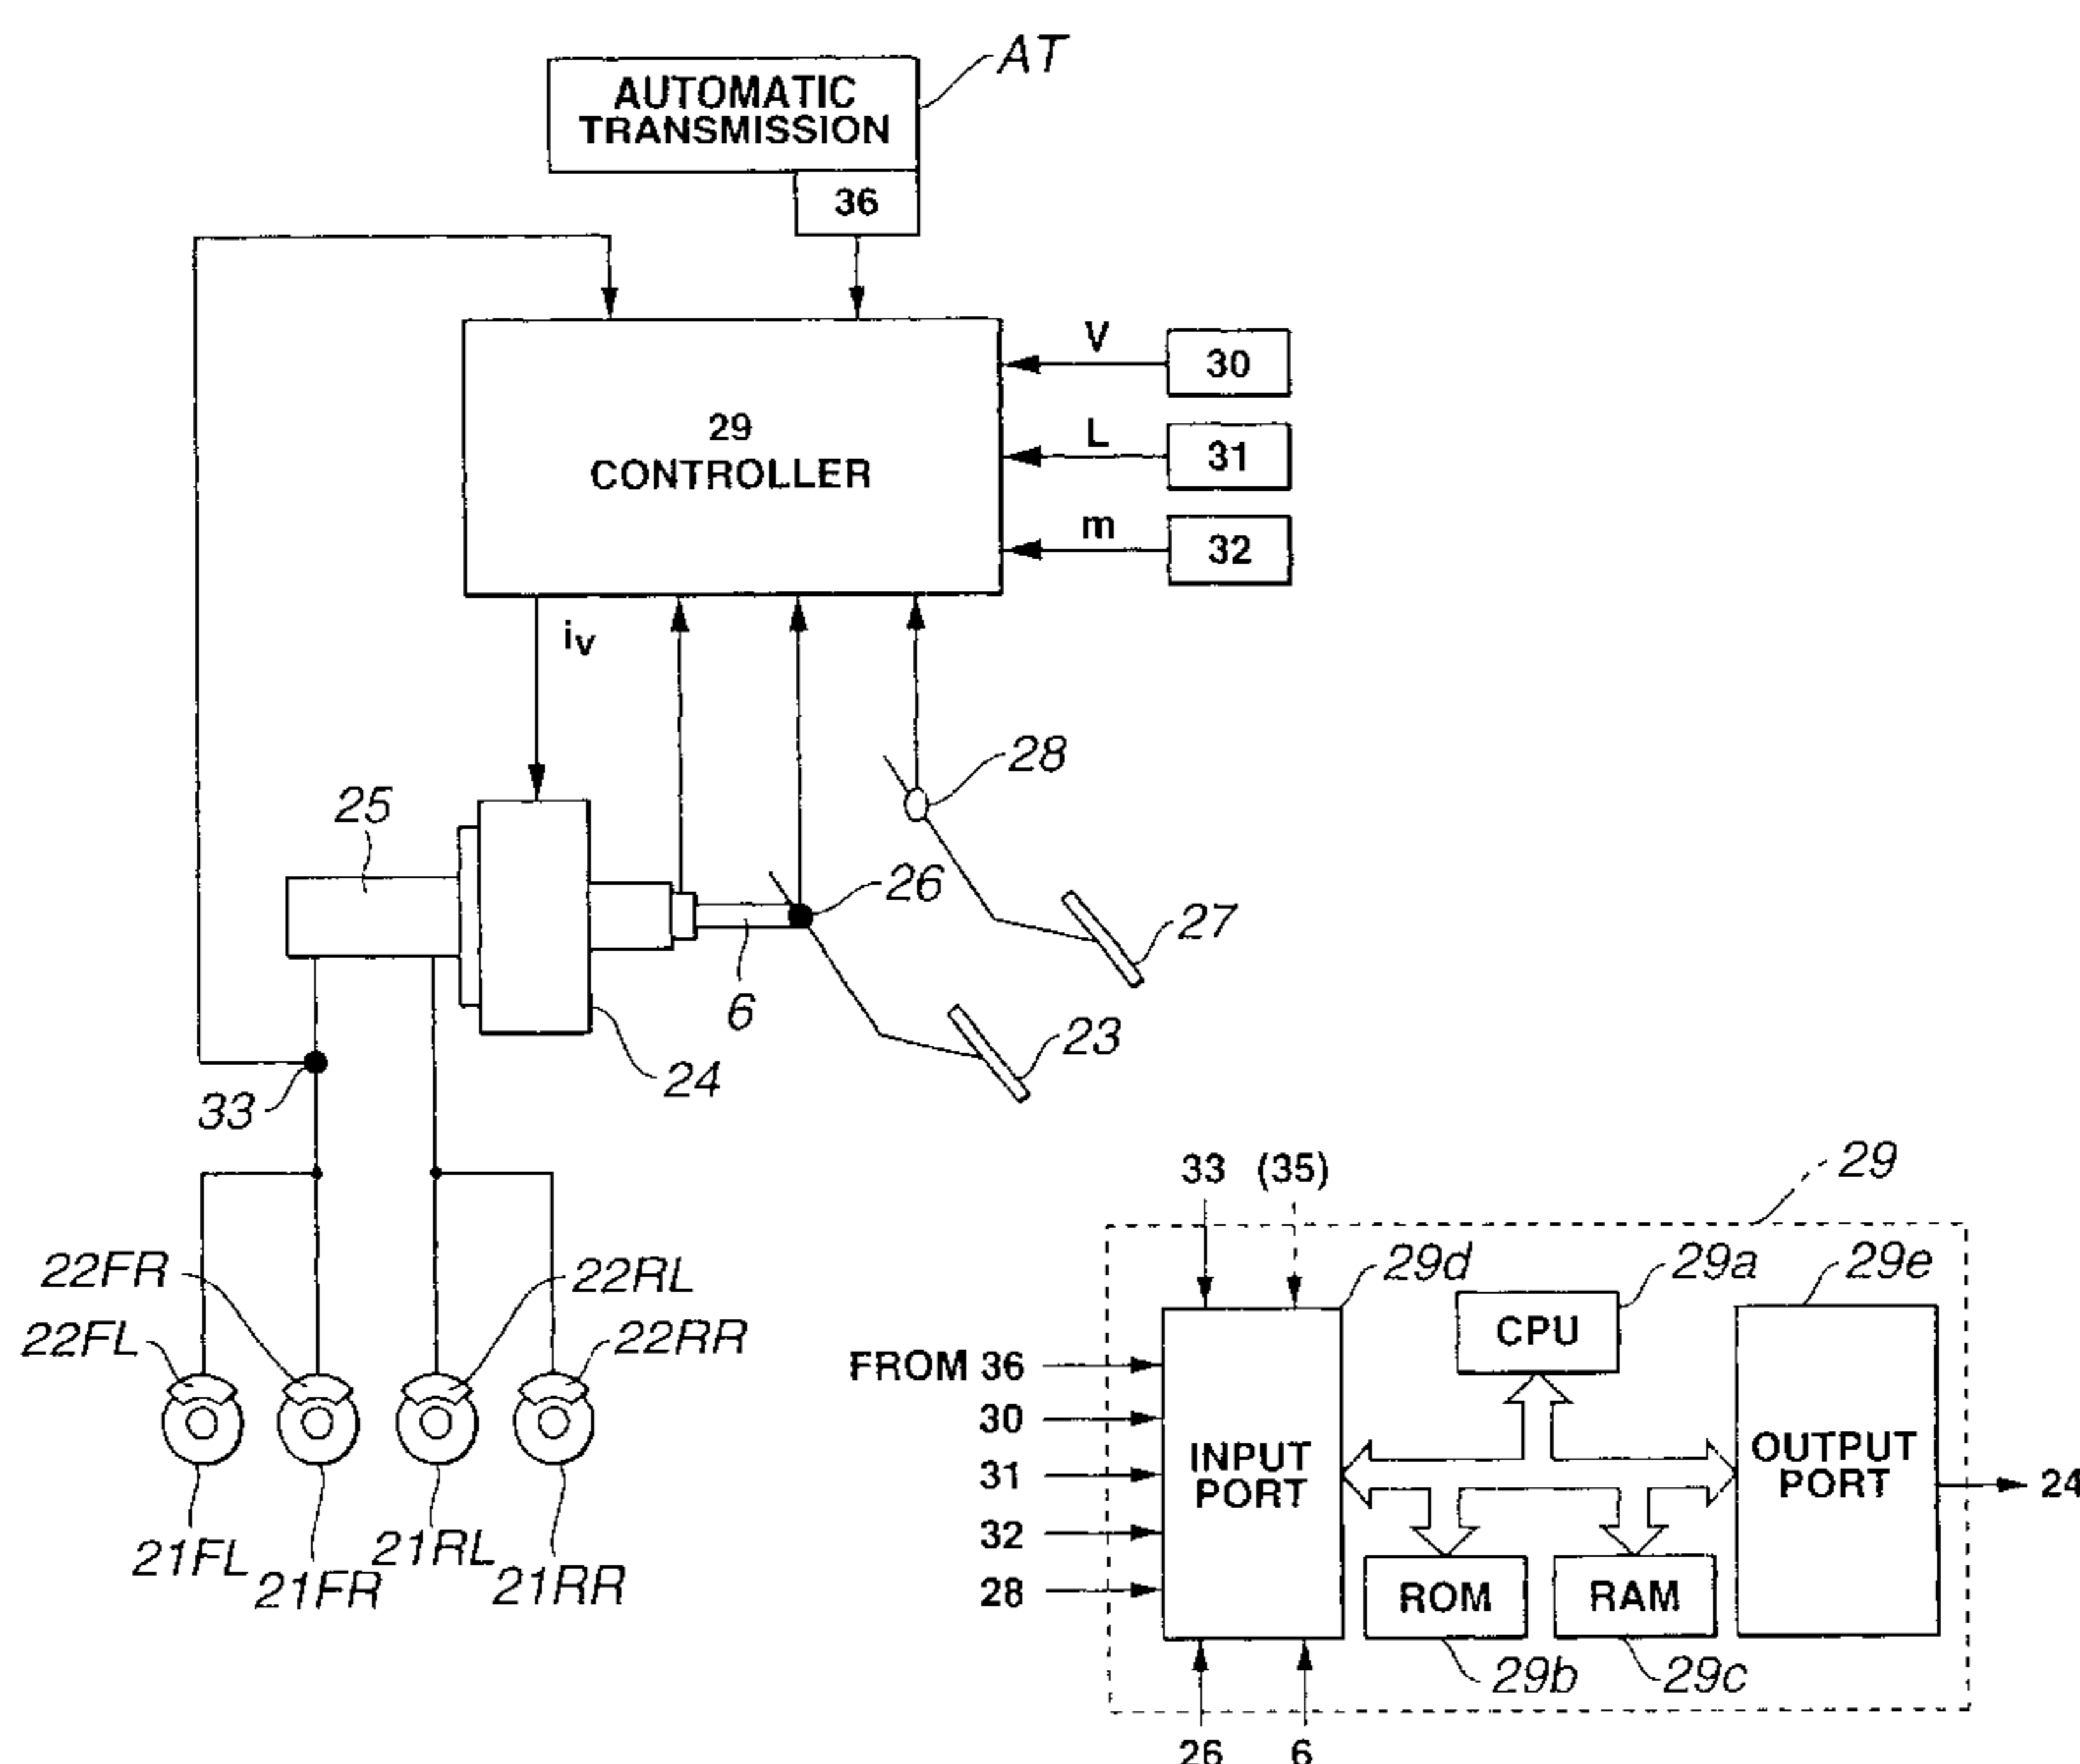 AT
AUTOMATIC
TRANSMISSION
36
V
30
29
CONTROLLER
L
31
m
32
iv
28
25
26
27
6
23
24
33
33 (35)
29
22FR
22RL
29d
29a
29e
22FL
22RR
CPU
FROM 36
30
INPUT
PORT
OUTPUT
PORT
31
24
32
28
ROM
RAM
21FL
21FR
21RL
21RR
29b
29c
26
6